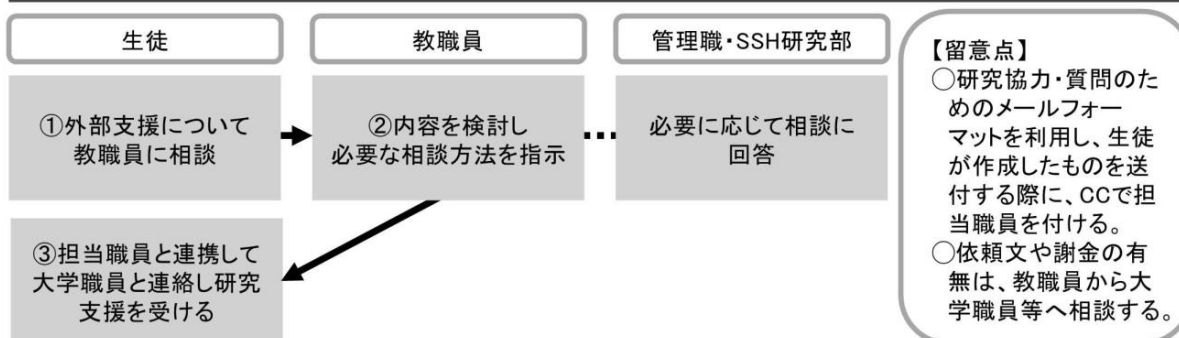 生徒
教職員
管理職・SSH研究部
①外部支援について
教職員に相談
②内容を検討し
必要な相談方法を指示
必要に応じて相談に
回答
③担当職員と連携して
大学職員と連絡し研究
支援を受ける
【留意点】
○研究協力・質問のた
めのメールフォー
マットを利用し、生徒
が作成したものを送
付する際に、CCで担
当職員を付ける。
○依頼文や謝金の有
無は、教職員から大
学職員等へ相談する。